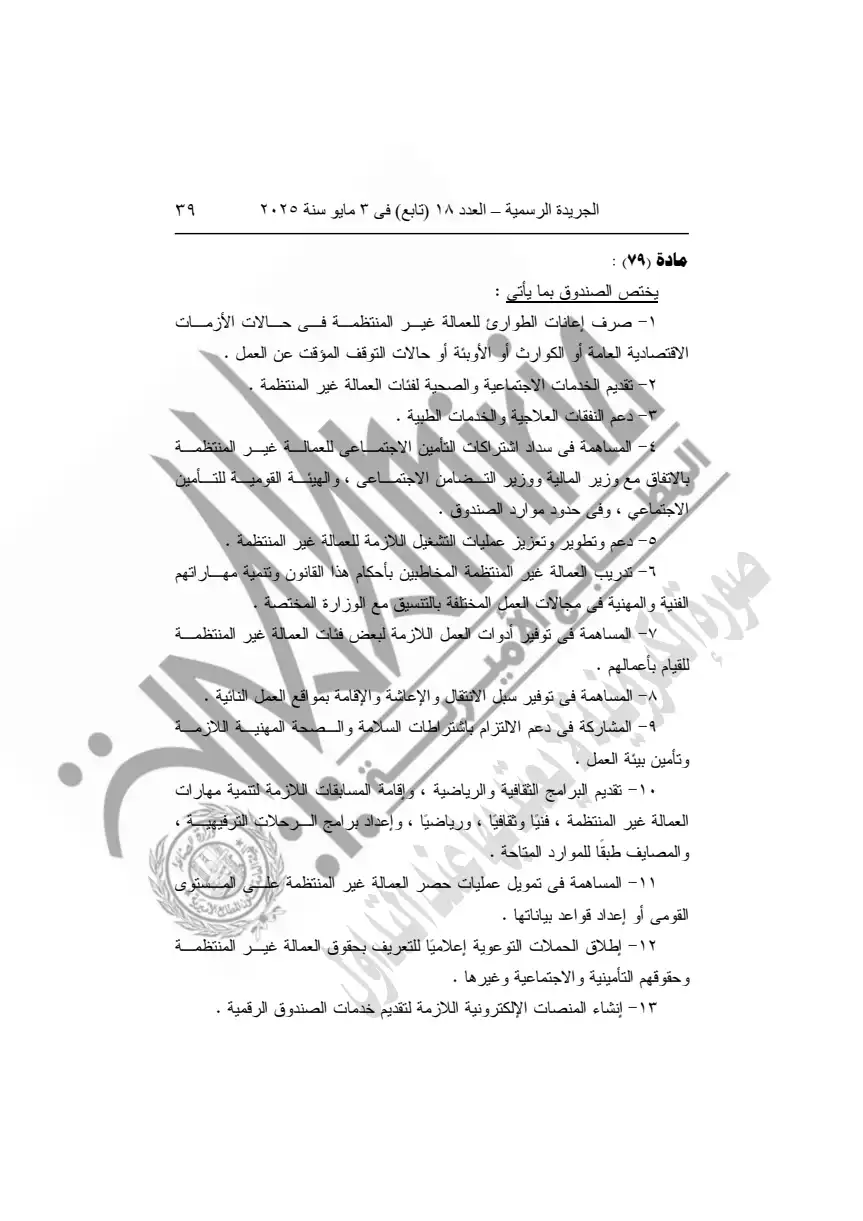 الجريدة الرسمية – العدد ١٨ (تابع) فى ٣ مايو سنة ٢٠٢٥ ٣٩
مادة (٧٩) :
يختص الصندوق بما يأتى :
١- صرف إعانات الطوارئ للعمالة غير المنتظمة فى حالات الأزمات
الاقتصادية العامة أو الكوارث أو الأوبئة أو حالات التوقف المؤقت عن العمل .
٢- تقديم الخدمات الاجتماعية والصحية لفئات العمالة غير المنتظمة .
٣- دعم النفقات العلاجية والخدمات الطبية .
٤- المساهمة فى سداد اشتراكات التأمين الاجتماعى للعمالة غير المنتظمة
بالاتفاق مع وزير المالية ووزير التضامن الاجتماعى ، والهيئة القومية للتأمين
الاجتماعي ، وفى حدود موارد الصندوق .
٥- دعم وتطوير وتعزيز عمليات التشغيل اللازمة للعمالة غير المنتظمة .
٦- تدريب العمالة غير المنتظمة المخاطبين بأحكام هذا القانون وتنمية مهاراتهم
الفنية والمهنية فى مجالات العمل المختلفة بالتنسيق مع الوزارة المختصة .
٧- المساهمة فى توفير أدوات العمل اللازمة لبعض فئات العمالة غير المنتظمة
للقيام بأعمالهم .
٨- المساهمة فى توفير سبل الانتقال والإعاشة والإقامة بمواقع العمل النائية .
٩- المشاركة فى دعم الالتزام باشتراطات السلامة والصحة المهنية اللازمة
وتأمين بيئة العمل .
١٠- تقديم البرامج الثقافية والرياضية ، وإقامة المسابقات اللازمة لتنمية مهارات
العمالة غير المنتظمة ، فنيًا وثقافيًا ، ورياضيًا ، وإعداد برامج الرحلات الترفيهية ،
والمصايف طبقًا للموارد المتاحة .
١١- المساهمة فى تمويل عمليات حصر العمالة غير المنتظمة على المستوى
القومى أو إعداد قواعد بياناتها .
١٢- إطلاق الحملات التوعوية إعلاميًا للتعريف بحقوق العمالة غير المنتظمة
وحقوقهم التأمينية والاجتماعية وغيرها .
١٣- إنشاء المنصات الإلكترونية اللازمة لتقديم خدمات الصندوق الرقمية .
صورة إلكترونية لا يعتد بها عند التداول